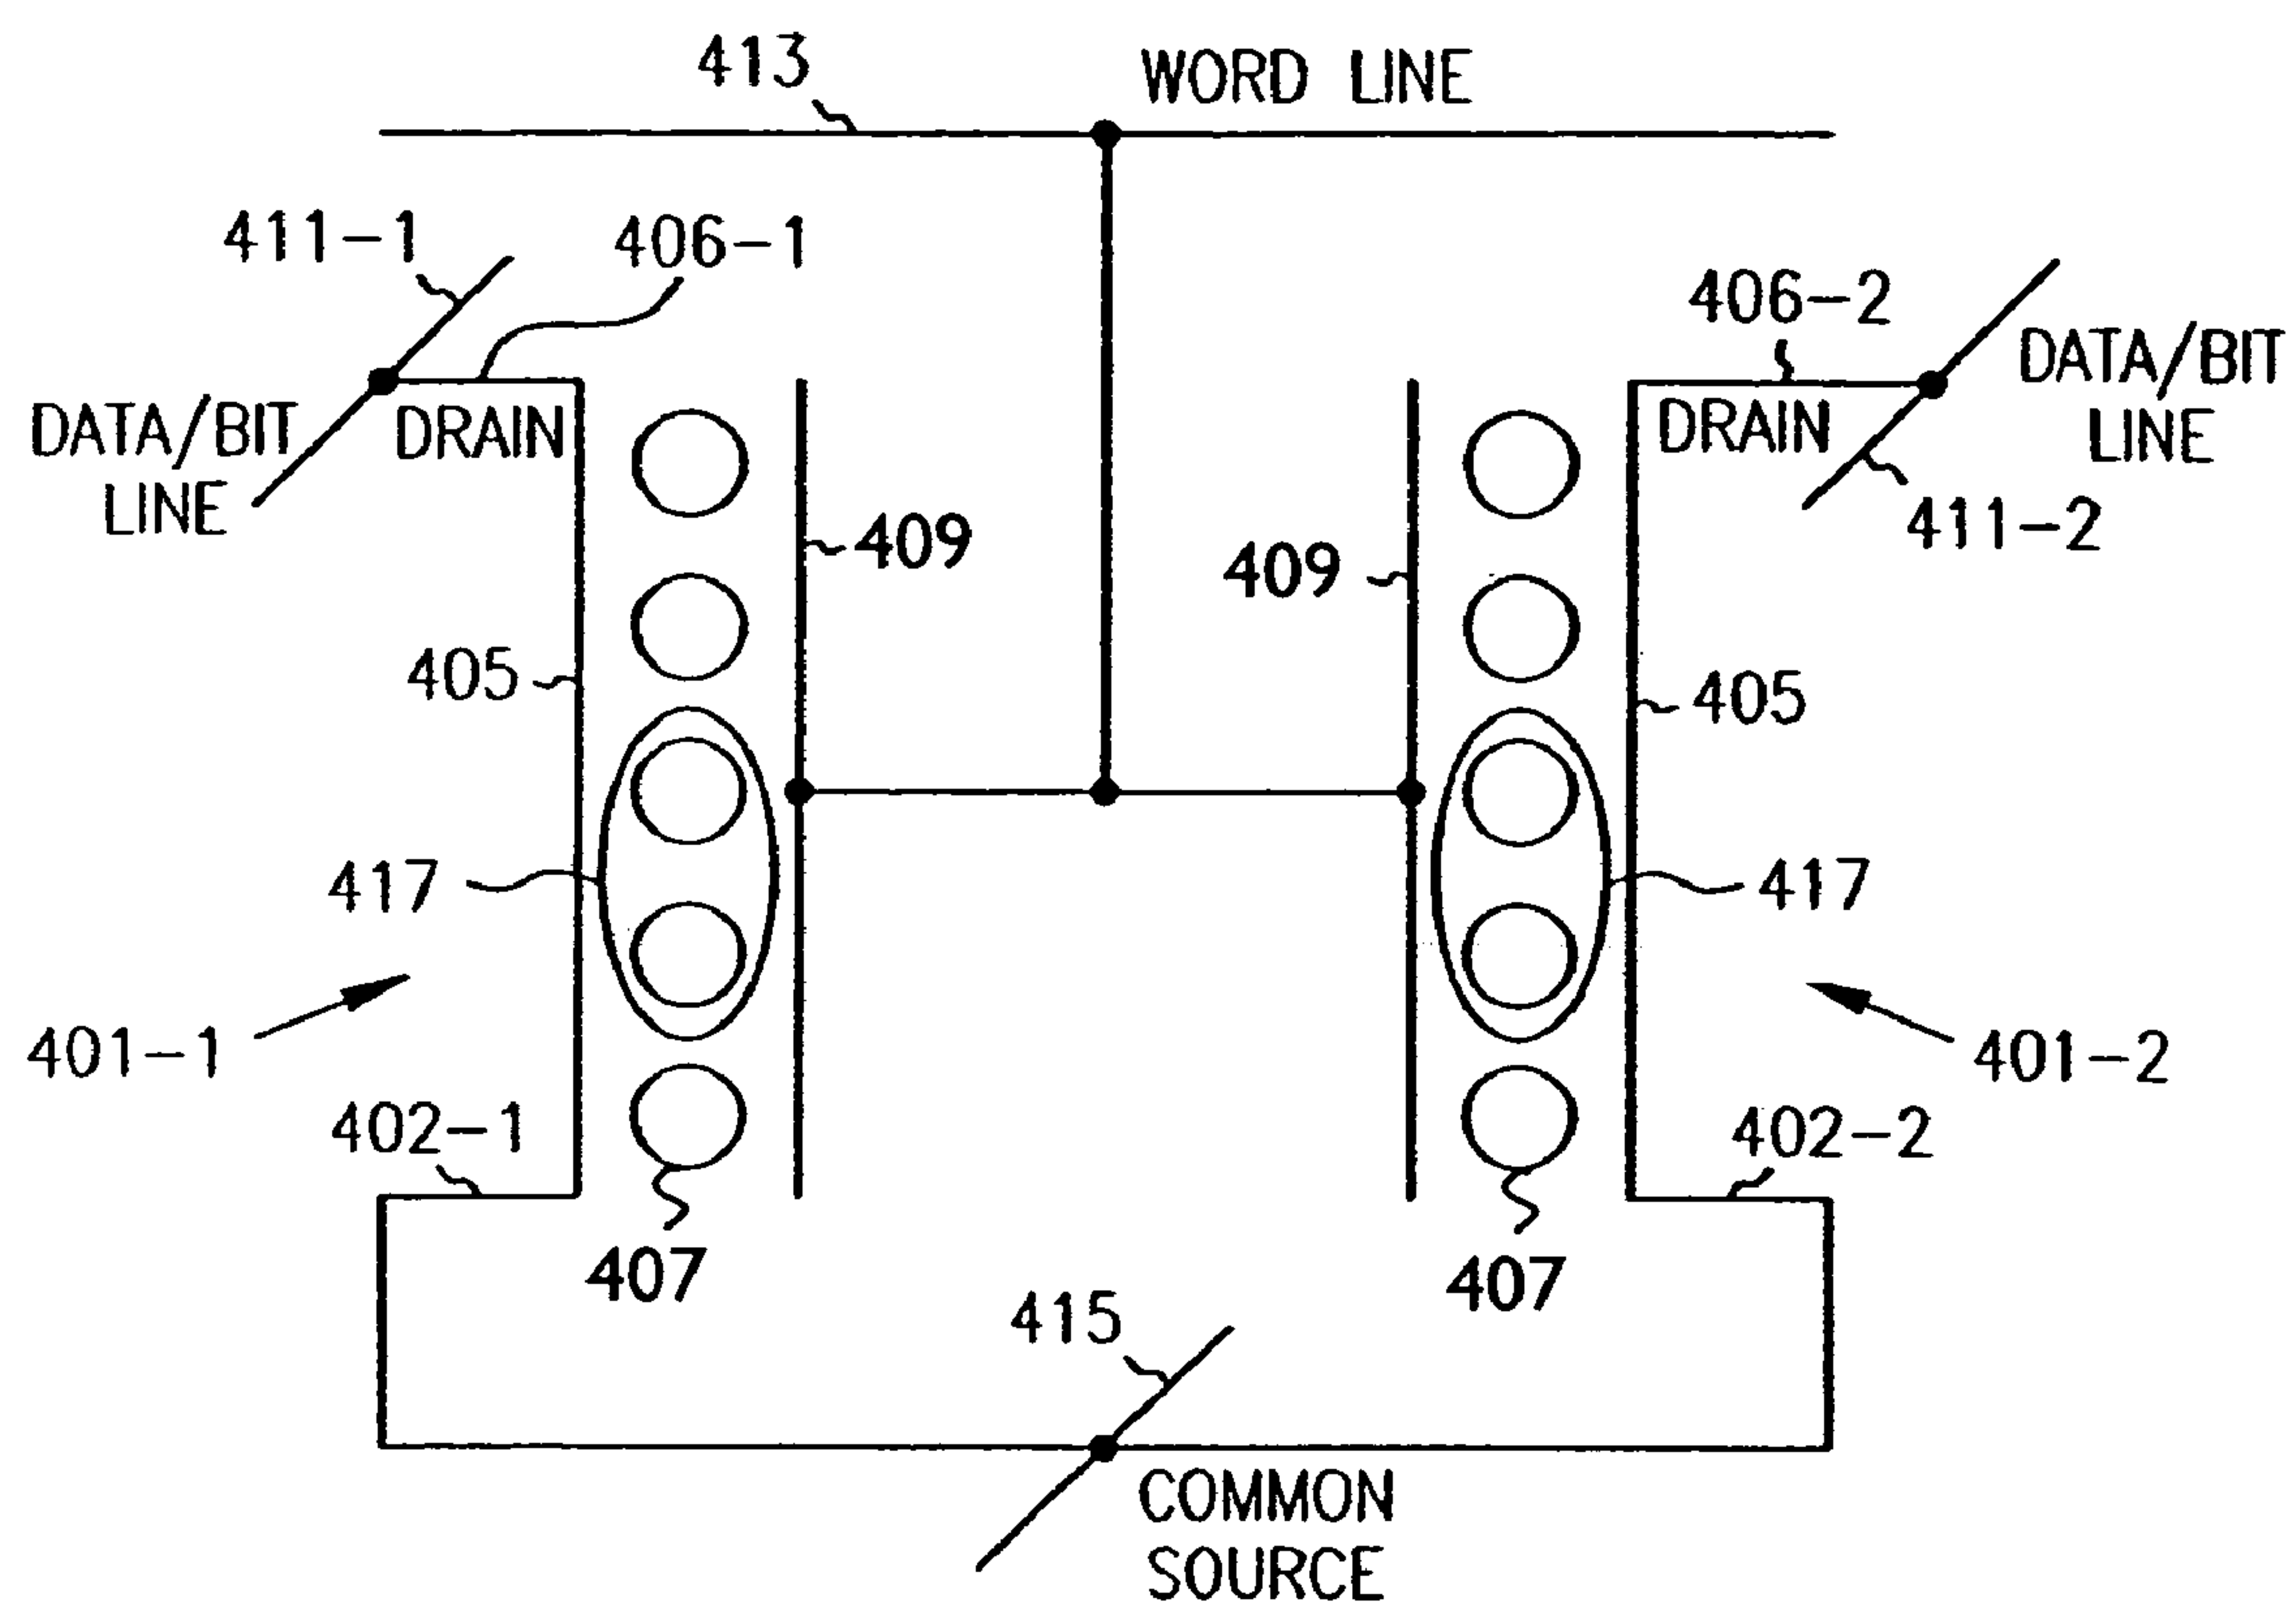 413
WORD LINE
411-1
406-1
406-2
DATA/BIT
LINE
DRAIN
DRAIN
DATA/BIT
LINE
411-2
409
409
405
405
417
417
401-1
401-2
402-1
402-2
407
407
415
COMMON
SOURCE